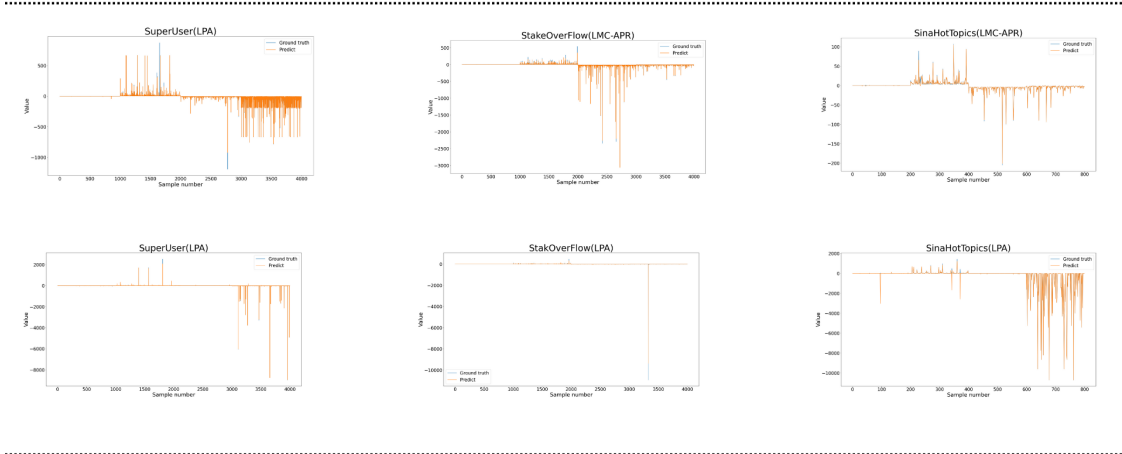 SuperUser(LPA)
Ground truth
Predict
500
0
−500
−1000
Value
0 500 1000 1500 2000 2500 3000 3500 4000
Sample number
StakeOverFlow(LMC-APR)
Ground truth
Predict
500
0
−500
−1000
−1500
−2000
−2500
−3000
Value
0 500 1000 1500 2000 2500 3000 3500 4000
Sample number
SinaHotTopics(LMC-APR)
Ground truth
Predict
100
50
0
−50
−100
−150
−200
Value
0 100 200 300 400 500 600 700 800
Sample number
SuperUser(LPA)
Ground truth
Predict
2000
0
−2000
−4000
−6000
−8000
Value
0 500 1000 1500 2000 2500 3000 3500 4000
Sample number
StakOverFlow(LPA)
0
−2000
−4000
−6000
−8000
−10000
Value
Ground truth
Predict
0 500 1000 1500 2000 2500 3000 3500 4000
Sample number
SinaHotTopics(LPA)
Ground truth
Predict
2000
0
−2000
−4000
−6000
−8000
−10000
Value
0 100 200 300 400 500 600 700 800
Sample number